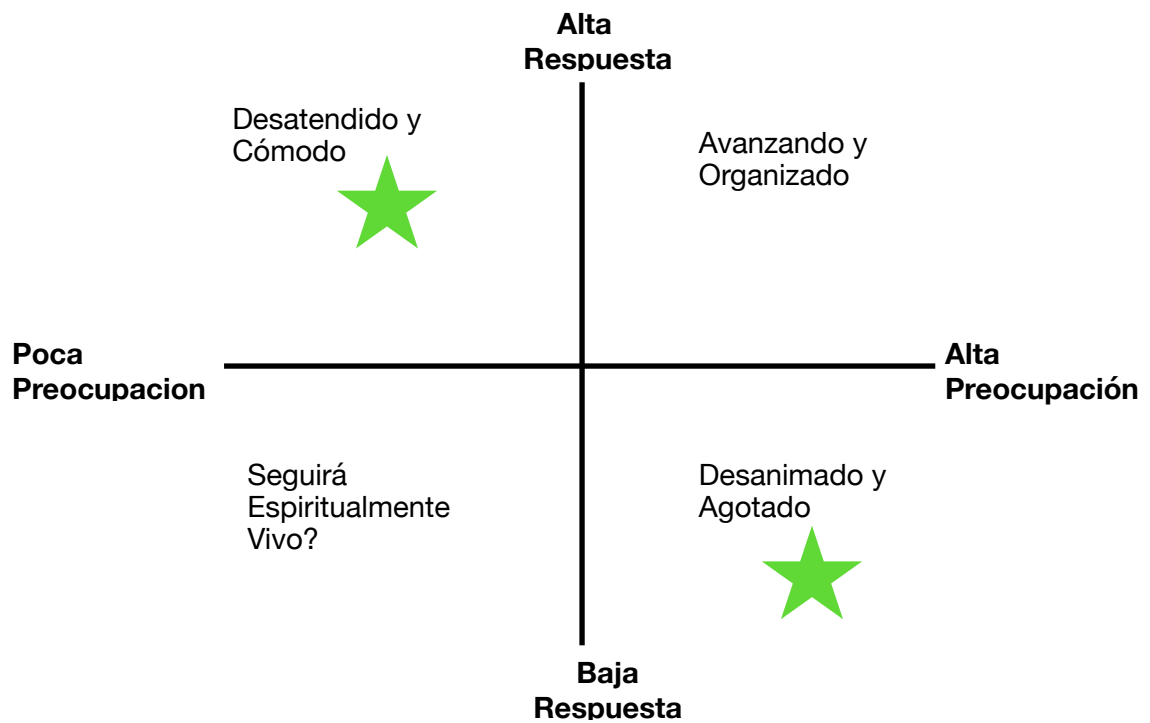 Alta
Respuesta
Desatendido y
Cómodo
Avanzando y
Organizado
Poca
Preocupacion
Alta
Preocupación
Seguirá
Espiritualmente
Vivo?
Desanimado y
Agotado
Baja
Respuesta